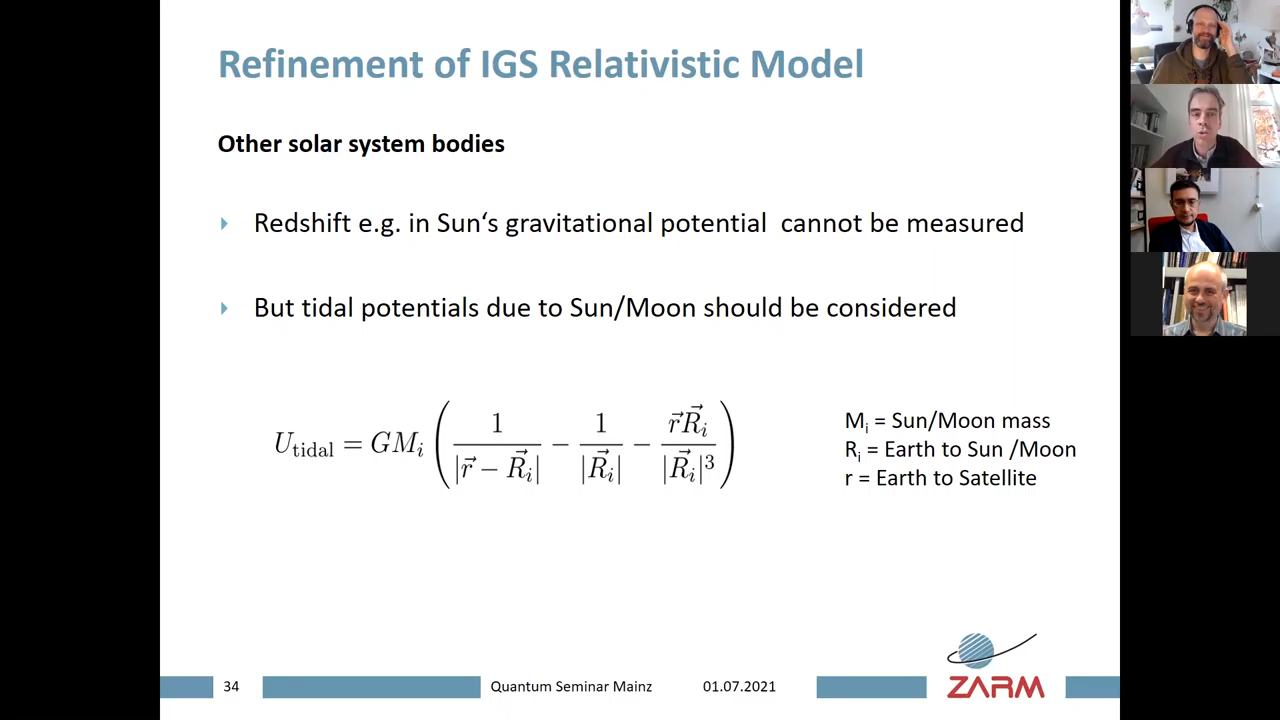 Refinement of IGS Relativistic Model
Other solar system bodies
Redshift e.g. in Sun‘s gravitational potential cannot be measured
But tidal potentials due to Sun/Moon should be considered
U_tidal = GM_i ( 1/|r⃗ − R⃗_i| − 1/|R⃗_i| − r⃗R⃗_i/|R⃗_i|³ )
M_i = Sun/Moon mass
R_i = Earth to Sun /Moon
r = Earth to Satellite
34
Quantum Seminar Mainz
01.07.2021
ZARM